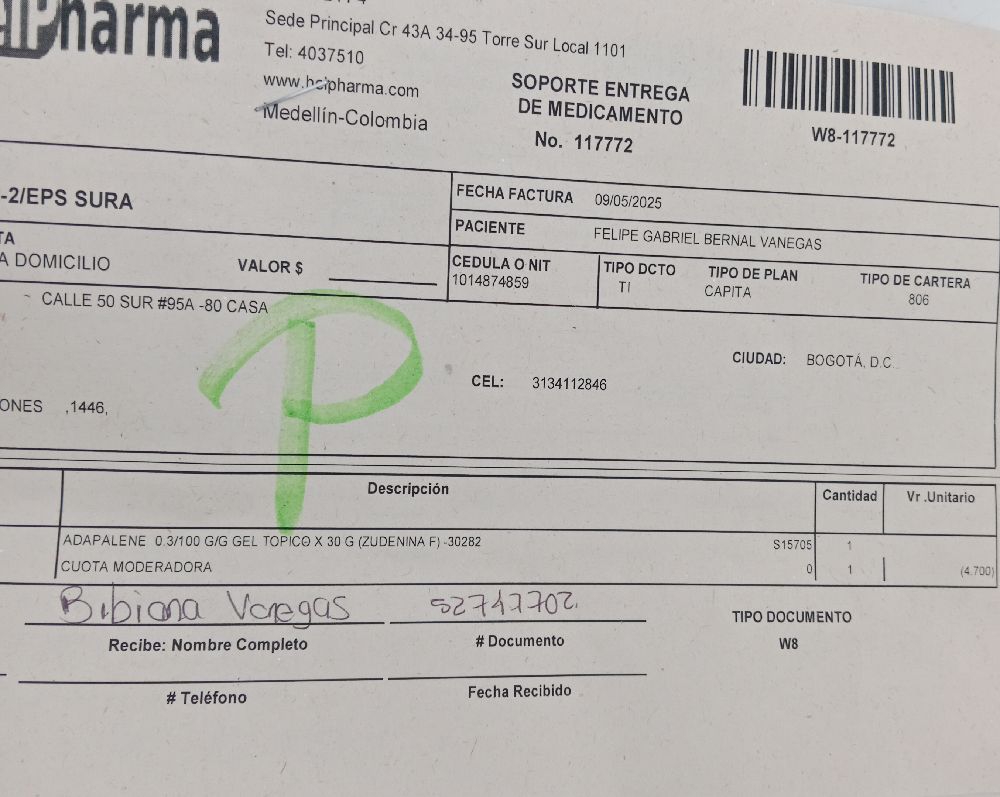 Pharma
Sede Principal Cr 43A 34-95 Torre Sur Local 1101
Tel: 4037510
www.helpharma.com
Medellín-Colombia
SOPORTE ENTREGA
DE MEDICAMENTO
No. 117772
W8-117772
-2/EPS SURA
FECHA FACTURA 09/05/2025
PACIENTE FELIPE GABRIEL BERNAL VANEGAS
TA
A DOMICILIO VALOR $
CEDULA O NIT TIPO DCTO TIPO DE PLAN TIPO DE CARTERA
1014874859 TI CAPITA 806
CALLE 50 SUR #95A -80 CASA
P
CIUDAD: BOGOTÁ, D.C.
CEL: 3134112846
ONES ,1446,
Descripción Cantidad Vr .Unitario
ADAPALENE 0.3/100 G/G GEL TOPICO X 30 G (ZUDENINA F) -30282 S15705 1
CUOTA MODERADORA 0 1 (4.700)
Bibiana Vanegas 52747702.
Recibe: Nombre Completo # Documento
TIPO DOCUMENTO
W8
# Teléfono Fecha Recibido